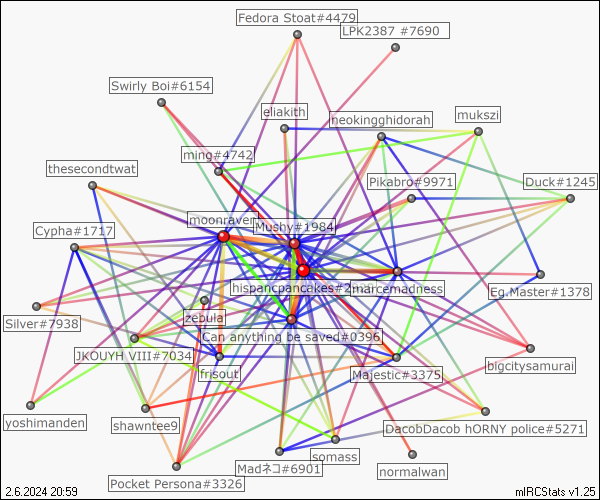 Fedora Stoat#4479
LPK2387 #7690
Swirly Boi#6154
eliakith
neokingghidorah
mukszi
ming#4742
thesecondtwat
Pikabro#9971
Duck#1245
moonraven
Mushy#1984
Cypha#1717
hispancpancakes#2
marcemadness
Eg.Master#1378
Silver#7938
zebula
Can anything be saved#0396
JKOUYH VIII#7034
bigcitysamurai
frisout
Majestic#3375
yoshimanden
shawntee9
DacobDacob hORNY police#5271
somass
Madネコ#6901
normalwan
Pocket Persona#3326
2.6.2024 20:59
mIRCStats v1.25